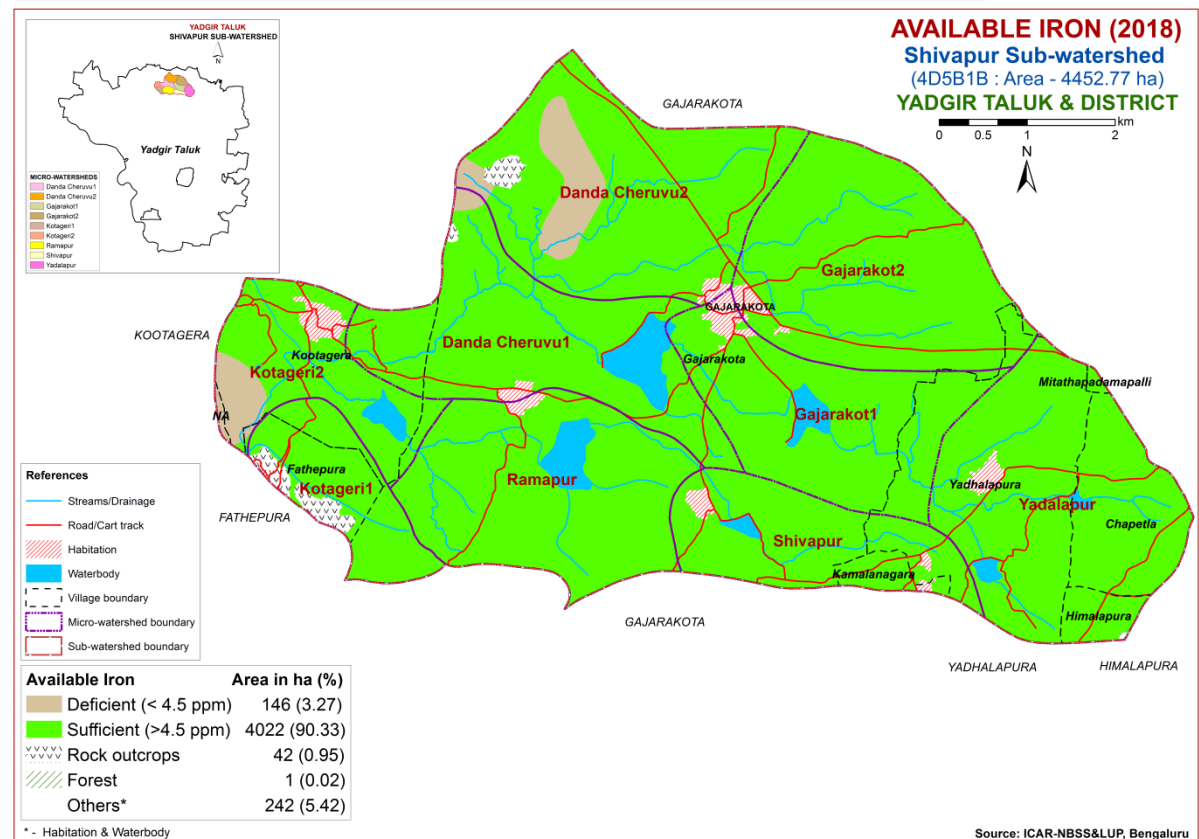 YADGIR TALUK
SHIVAPUR SUB-WATERSHED
N
Yadgir Taluk
MICRO-WATERSHEDS
Danda Cheruvu1
Danda Cheruvu2
Gajarakot1
Gajarakot2
Kotageri1
Kotageri2
Ramapur
Shivapur
Yadalapur
AVAILABLE IRON (2018)
Shivapur Sub-watershed
(4D5B1B : Area - 4452.77 ha)
YADGIR TALUK & DISTRICT
km
0 0.5 1 2
N
GAJARAKOTA
Danda Cheruvu2
Gajarakot2
GAJARAKOTA
KOOTAGERA
Kootagera
Danda Cheruvu1
Gajarakota
Kotageri2
Mitathapadamapalli
NA
Gajarakot1
Fathepura
Kotageri1
Ramapur
Yadhalapura
Yadalapur
FATHEPURA
Chapetla
Shivapur
Kamalanagara
Himalapura
GAJARAKOTA
YADHALAPURA
HIMALAPURA
References
Streams/Drainage
Road/Cart track
Habitation
Waterbody
Village boundary
Micro-watershed boundary
Sub-watershed boundary
Available Iron Area in ha (%)
Deficient (< 4.5 ppm) 146 (3.27)
Sufficient (>4.5 ppm) 4022 (90.33)
Rock outcrops 42 (0.95)
Forest 1 (0.02)
Others* 242 (5.42)
* - Habitation & Waterbody
Source: ICAR-NBSS&LUP, Bengaluru